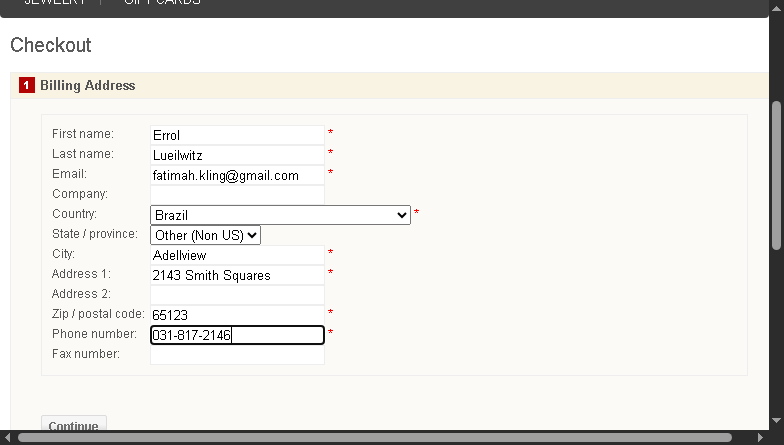 JEWELRY | GIFT CARDS
Checkout
1 Billing Address
First name: Errol *
Last name: Lueilwitz *
Email: fatimah.kling@gmail.com *
Company:
Country: Brazil *
State / province: Other (Non US)
City: Adellview *
Address 1: 2143 Smith Squares *
Address 2:
Zip / postal code: 65123 *
Phone number: 031-817-2146 *
Fax number:
Continue